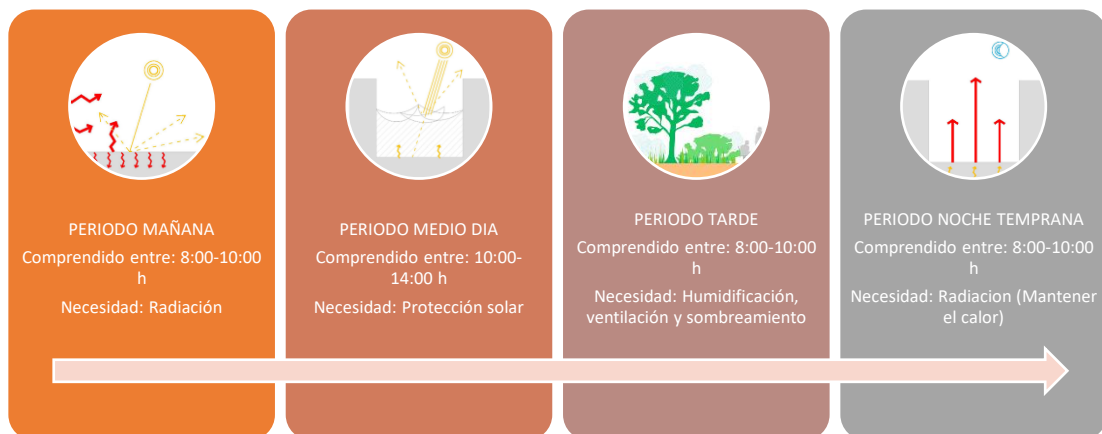 PERIODO MAÑANA
Comprendido entre: 8:00-10:00
h
Necesidad: Radiación
PERIODO MEDIO DIA
Comprendido entre: 10:00-
14:00 h
Necesidad: Protección solar
PERIODO TARDE
Comprendido entre: 8:00-10:00
h
Necesidad: Humidificación,
ventilación y sombreamiento
PERIODO NOCHE TEMPRANA
Comprendido entre: 8:00-10:00
h
Necesidad: Radiacion (Mantener
el calor)